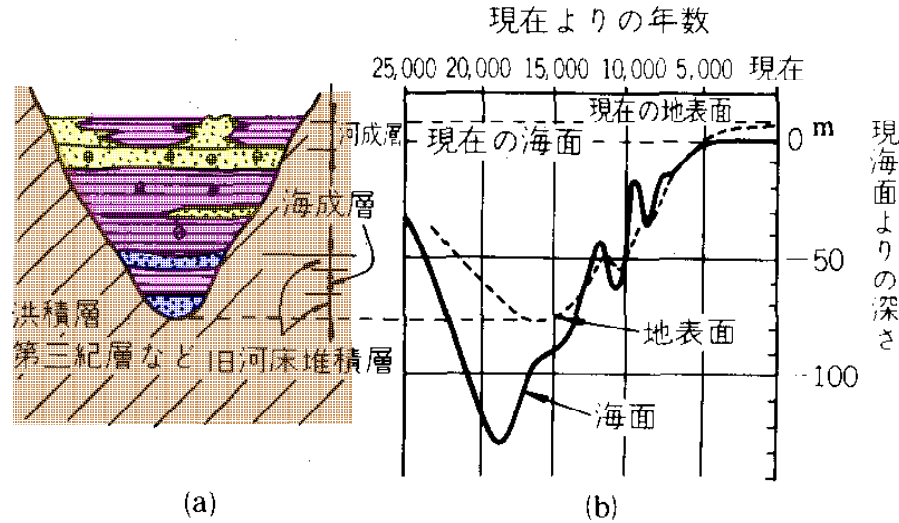 現在よりの年数
25,000 20,000 15,000 10,000 5,000 現在
現在の地表面
河成層
現在の海面
0 m
海成層
50
洪積層
地表面
第三紀層など
旧河床堆積層
100
海面
現海面よりの深さ
(a)
(b)